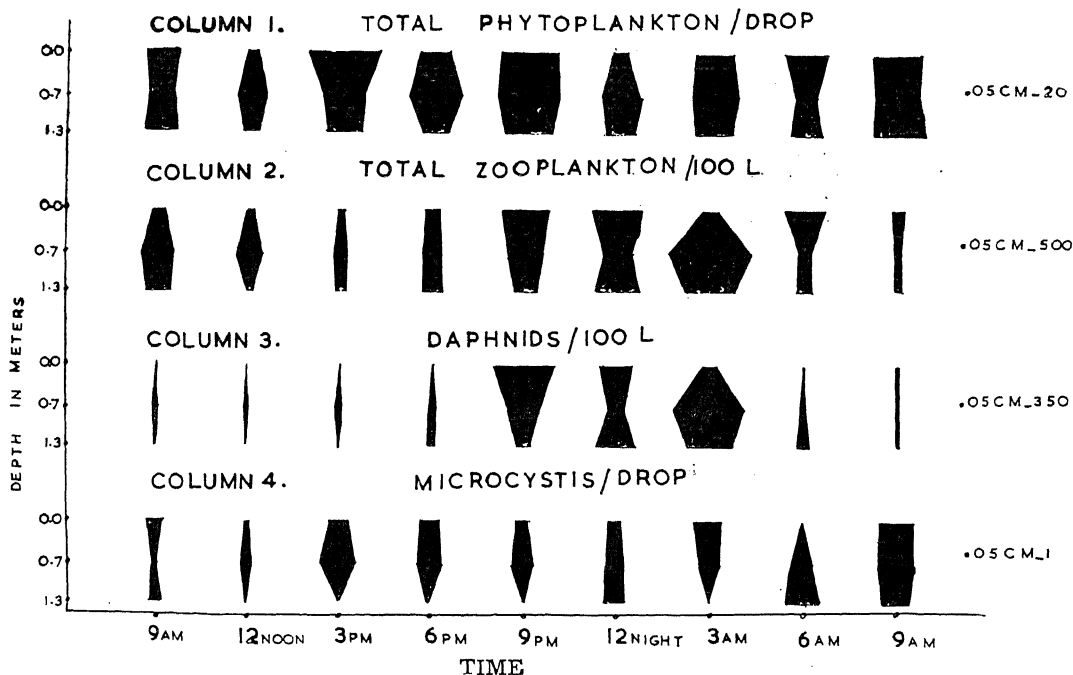 COLUMN 1. TOTAL PHYTOPLANKTON/DROP
0.0
0.7
1.3
.05CM_20
COLUMN 2. TOTAL ZOOPLANKTON/100 L
0.0
0.7
1.3
.05CM_500
COLUMN 3. DAPHNIDS/100 L
0.0
0.7
1.3
.05CM_350
COLUMN 4. MICROCYSTIS/DROP
0.0
0.7
1.3
.05CM_1
DEPTH IN METERS
9AM 12NOON 3PM 6PM 9PM 12NIGHT 3AM 6AM 9AM
TIME